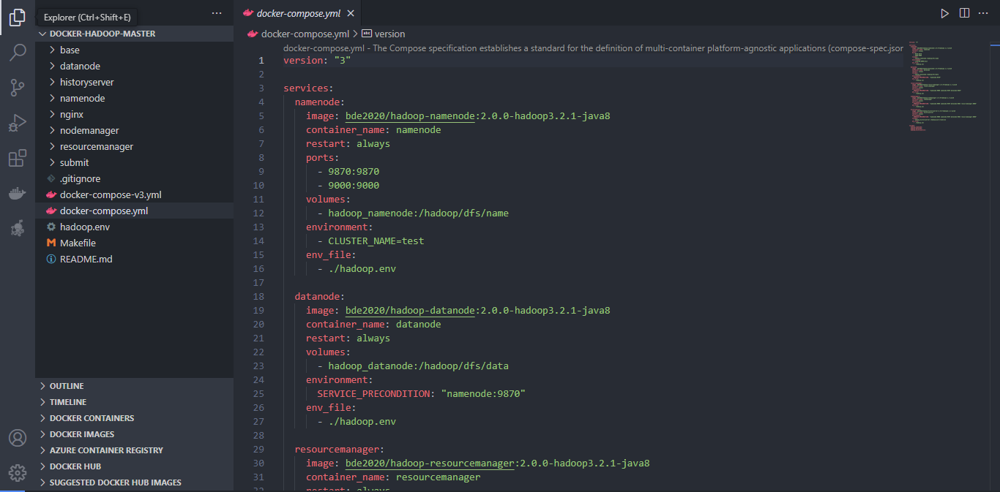 Explorer (Ctrl+Shift+E)
DOCKER-HADOOP-MASTER
base
datanode
historyserver
namenode
nginx
nodemanager
resourcemanager
submit
.gitignore
docker-compose-v3.yml
docker-compose.yml
hadoop.env
Makefile
README.md
OUTLINE
TIMELINE
DOCKER CONTAINERS
DOCKER IMAGES
AZURE CONTAINER REGISTRY
DOCKER HUB
SUGGESTED DOCKER HUB IMAGES
docker-compose.yml
docker-compose.yml > version
docker-compose.yml - The Compose specification establishes a standard for the definition of multi-container platform-agnostic applications (compose-spec.json
1 version: "3"
2
3 services:
4 namenode:
5 image: bde2020/hadoop-namenode:2.0.0-hadoop3.2.1-java8
6 container_name: namenode
7 restart: always
8 ports:
9 - 9870:9870
10 - 9000:9000
11 volumes:
12 - hadoop_namenode:/hadoop/dfs/name
13 environment:
14 - CLUSTER_NAME=test
15 env_file:
16 - ./hadoop.env
17
18 datanode:
19 image: bde2020/hadoop-datanode:2.0.0-hadoop3.2.1-java8
20 container_name: datanode
21 restart: always
22 volumes:
23 - hadoop_datanode:/hadoop/dfs/data
24 environment:
25 SERVICE_PRECONDITION: "namenode:9870"
26 env_file:
27 - ./hadoop.env
28
29 resourcemanager:
30 image: bde2020/hadoop-resourcemanager:2.0.0-hadoop3.2.1-java8
31 container_name: resourcemanager
32 restart: always